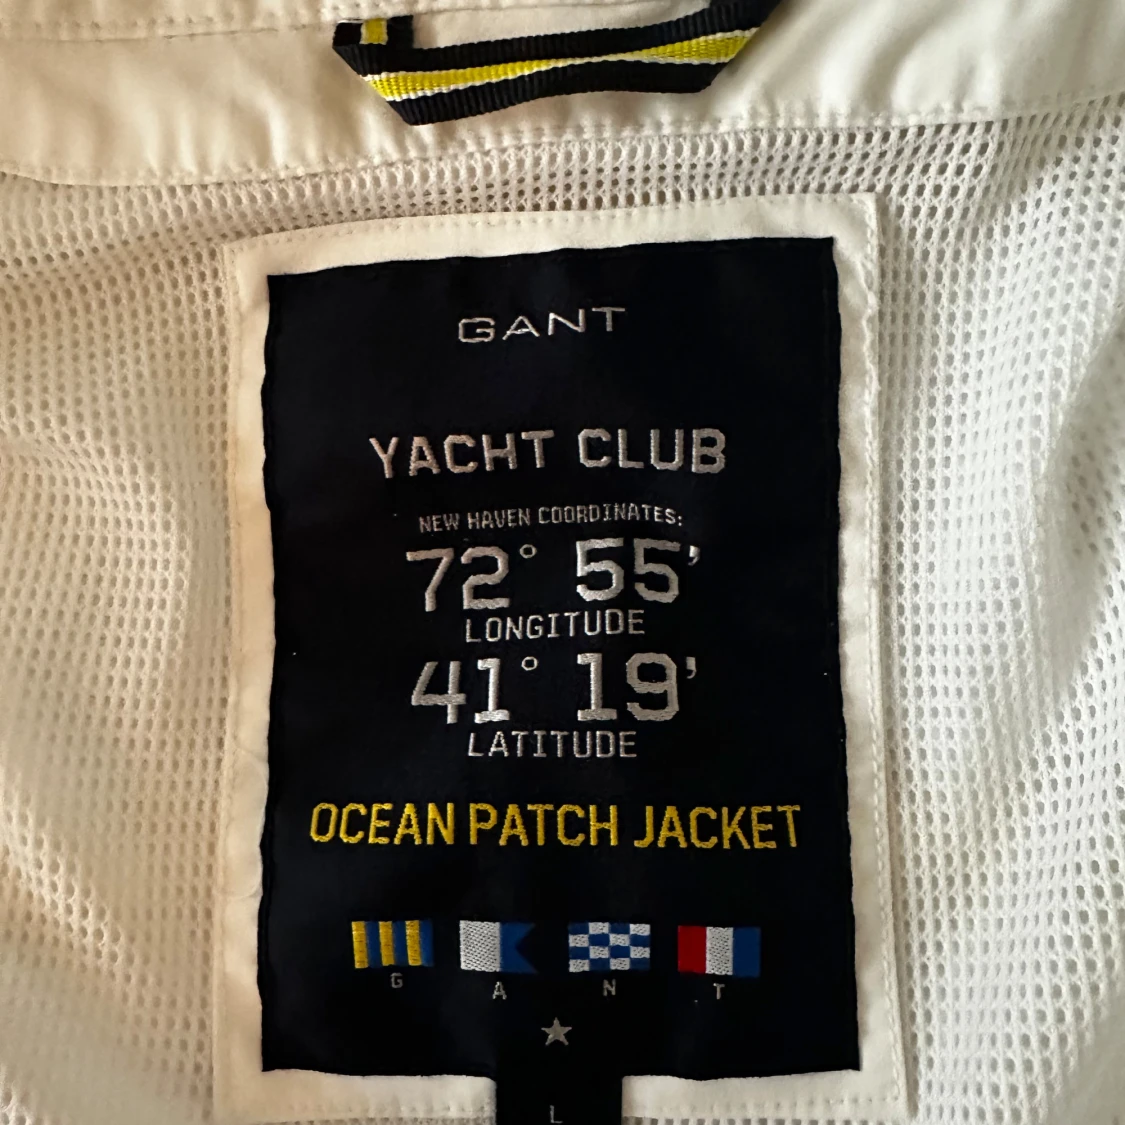 GANT
YACHT CLUB
NEW HAVEN COORDINATES:
72° 55’
LONGITUDE
41° 19’
LATITUDE
OCEAN PATCH JACKET
G A N T
L